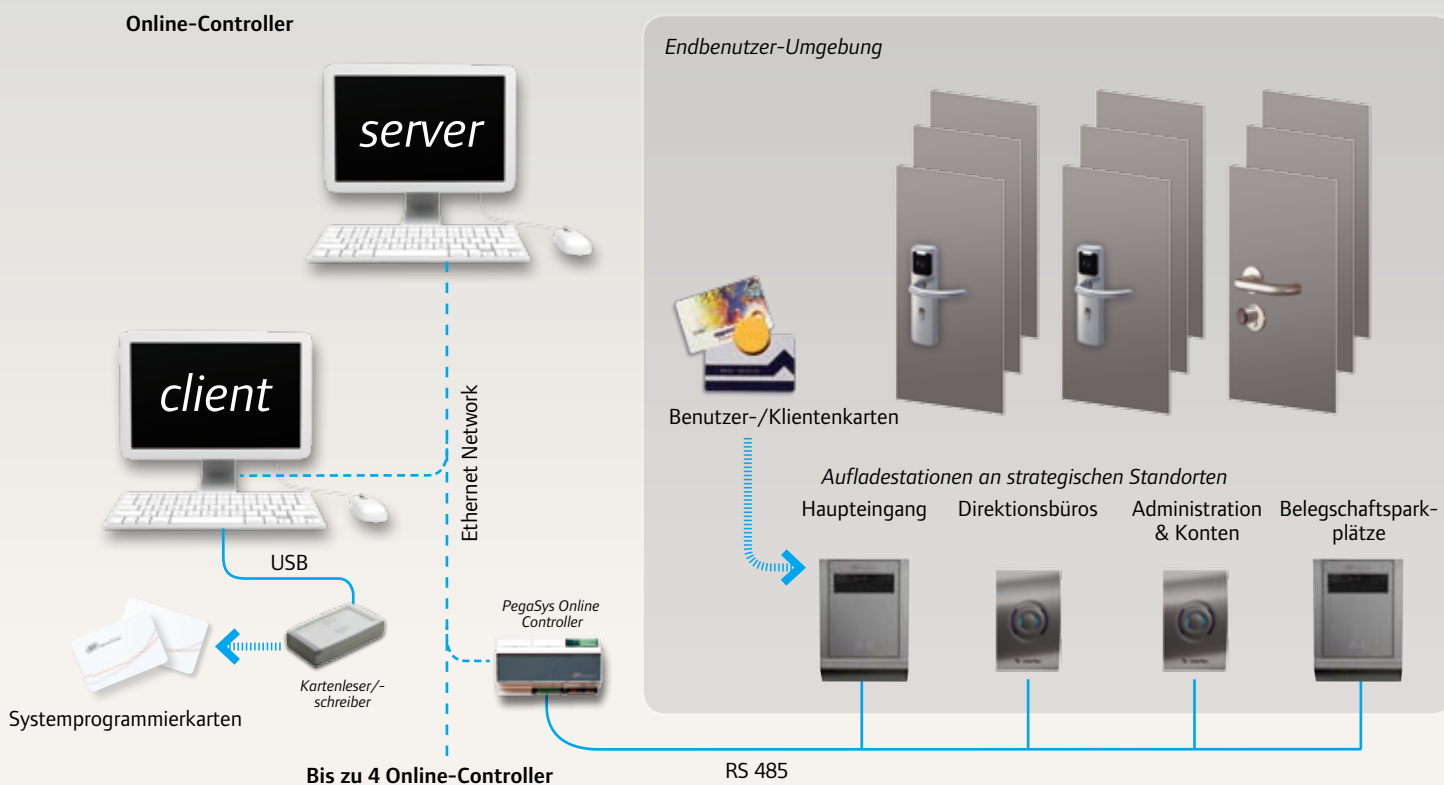 Online-Controller
Endbenutzer-Umgebung
server
client
Ethernet Network
Benutzer-/Klientenkarten
Aufladestationen an strategischen Standorten
Haupteingang
Direktionsbüros
Administration
& Konten
Belegschaftspark-
plätze
USB
PegaSys Online
Controller
Kartenleser/-
schreiber
Systemprogrammierkarten
Bis zu 4 Online-Controller
RS 485